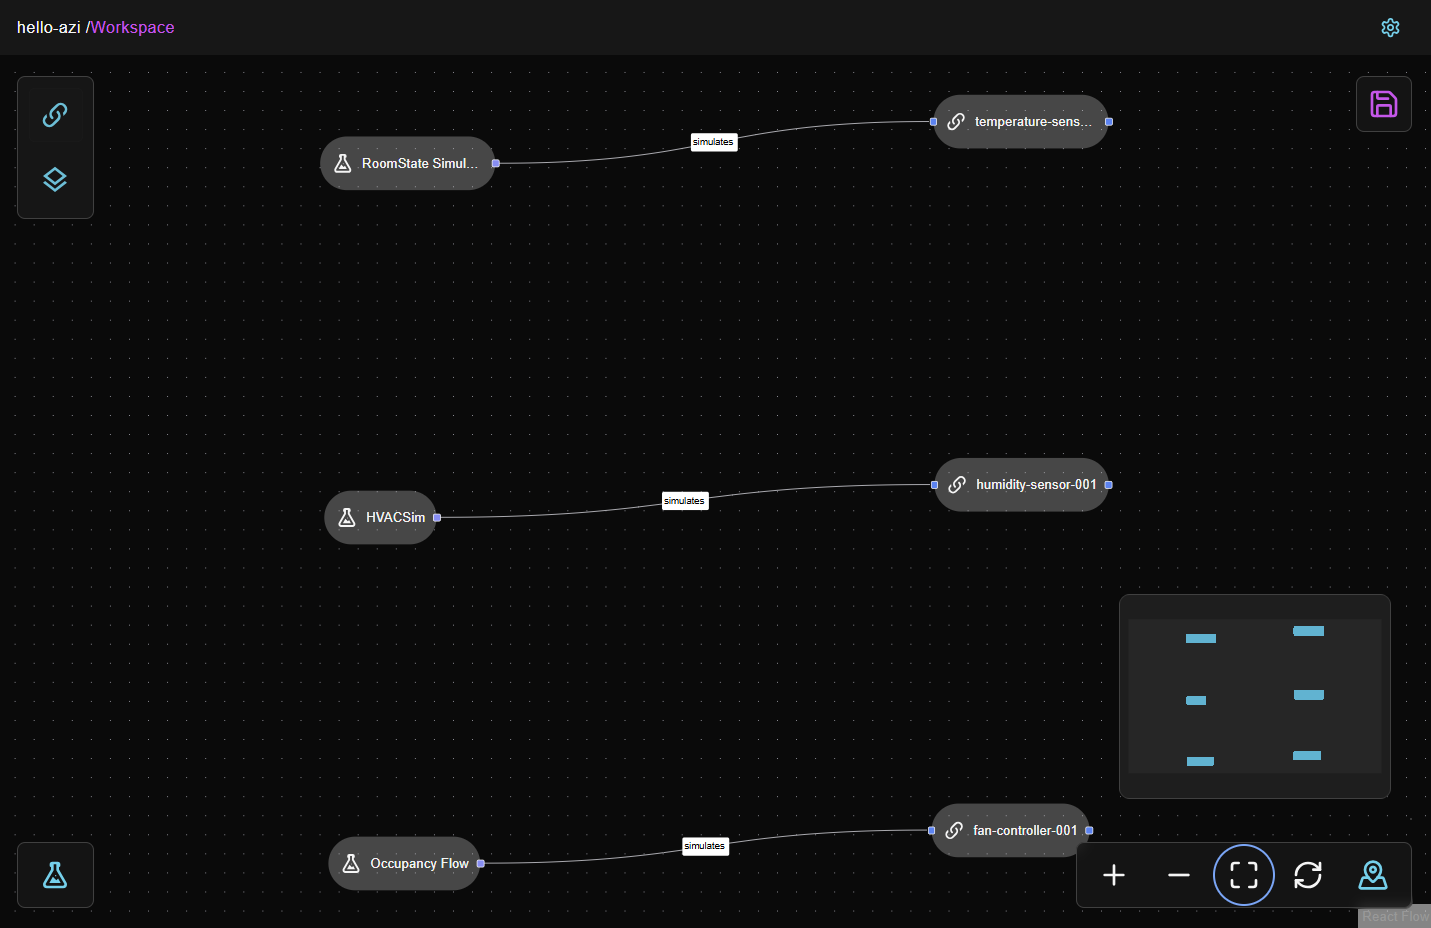 hello-azi /Workspace
temperature-sens...
simulates
RoomState Simul...
humidity-sensor-001
simulates
HVACSim
fan-controller-001
simulates
Occupancy Flow
React Flow